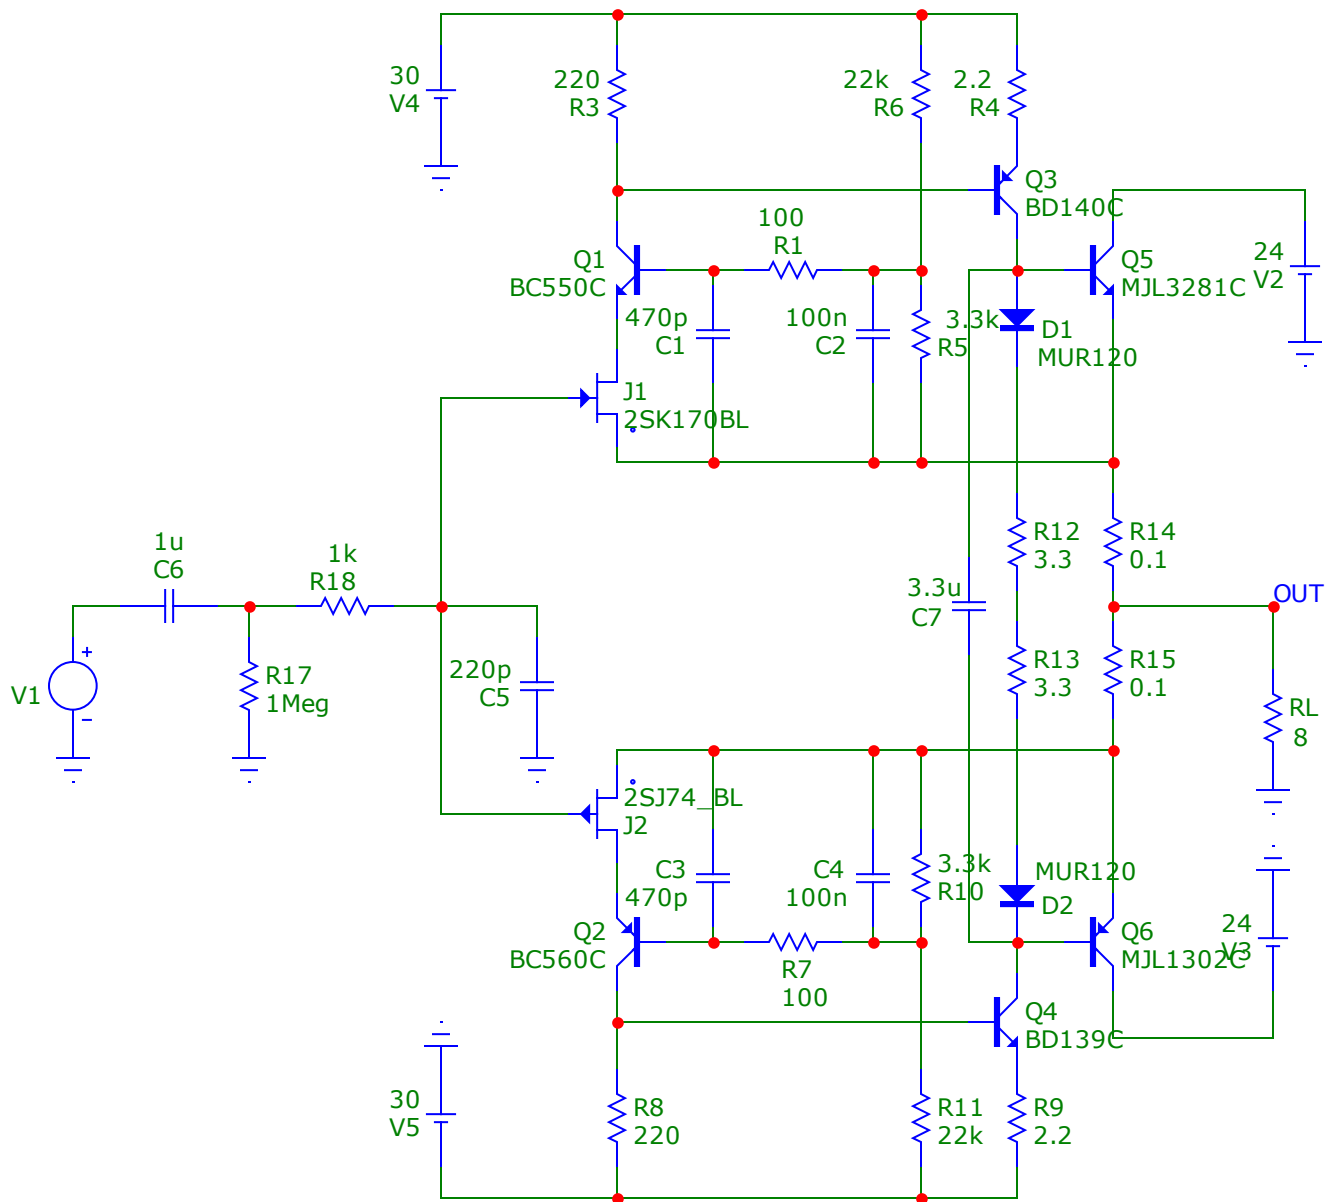 30
V4
220
R3
22k
R6
2.2
R4
Q3
BD140C
100
R1
Q1
BC550C
Q5
MJL3281C
24
V2
470p
C1
100n
C2
3.3k
R5
D1
MUR120
J1
2SK170BL
1u
C6
1k
R18
R12
3.3
R14
0.1
3.3u
C7
OUT
V1
R17
1Meg
220p
C5
R13
3.3
R15
0.1
RL
8
2SJ74_BL
J2
C3
470p
C4
100n
3.3k
R10
MUR120
D2
Q2
BC560C
R7
100
Q6
MJL1302C
24
V3
Q4
BD139C
30
V5
R8
220
R11
22k
R9
2.2